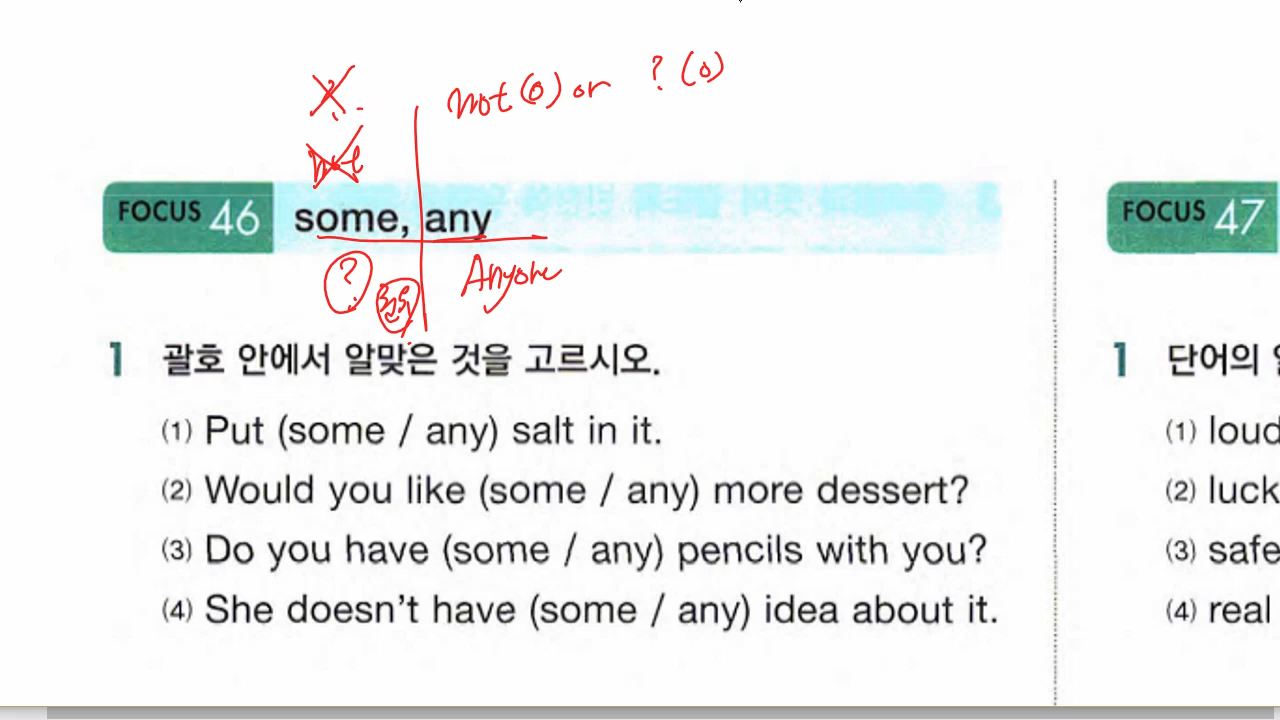 ?.
not
not (o) or ? (o)
FOCUS 46 some, any
?
Anyone
1 괄호 안에서 알맞은 것을 고르시오.
(1) Put (some / any) salt in it.
(2) Would you like (some / any) more dessert?
(3) Do you have (some / any) pencils with you?
(4) She doesn't have (some / any) idea about it.
FOCUS 47
1 단어의
(1) loud
(2) luck
(3) safe
(4) real